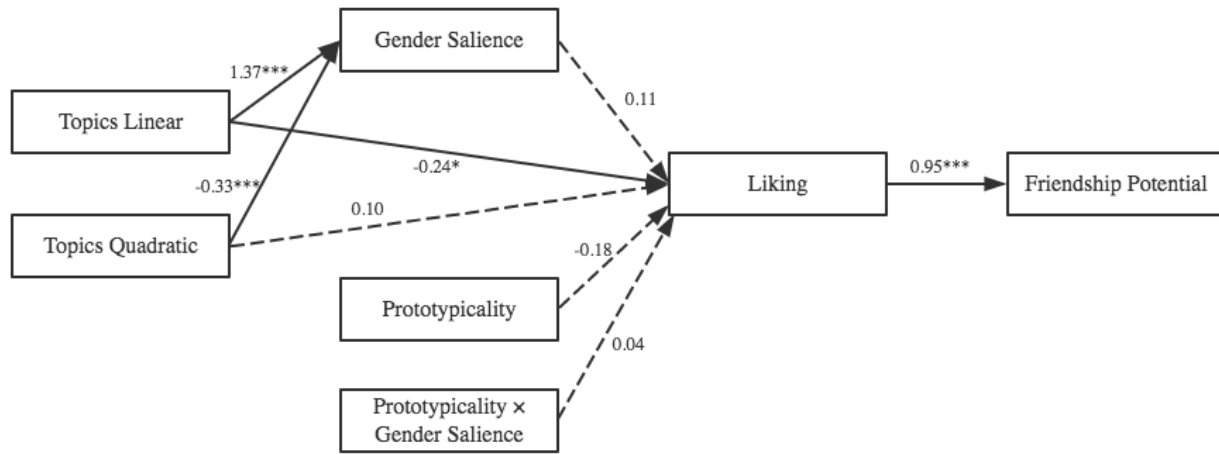 Gender Salience
1.37***
Topics Linear
0.11
-0.24*
Liking
0.95***
Friendship Potential
-0.33***
0.10
Topics Quadratic
-0.18
Prototypicality
0.04
Prototypicality ×
Gender Salience